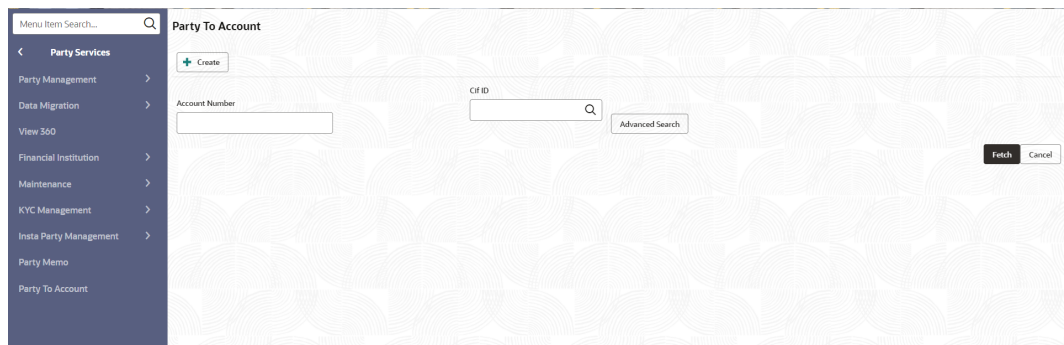 Menu Item Search...
Party To Account
Party Services
Create
Party Management
Data Migration
View 360
Financial Institution
Maintenance
KYC Management
Insta Party Management
Party Memo
Party To Account
Account Number
Cif ID
Advanced Search
Fetch Cancel